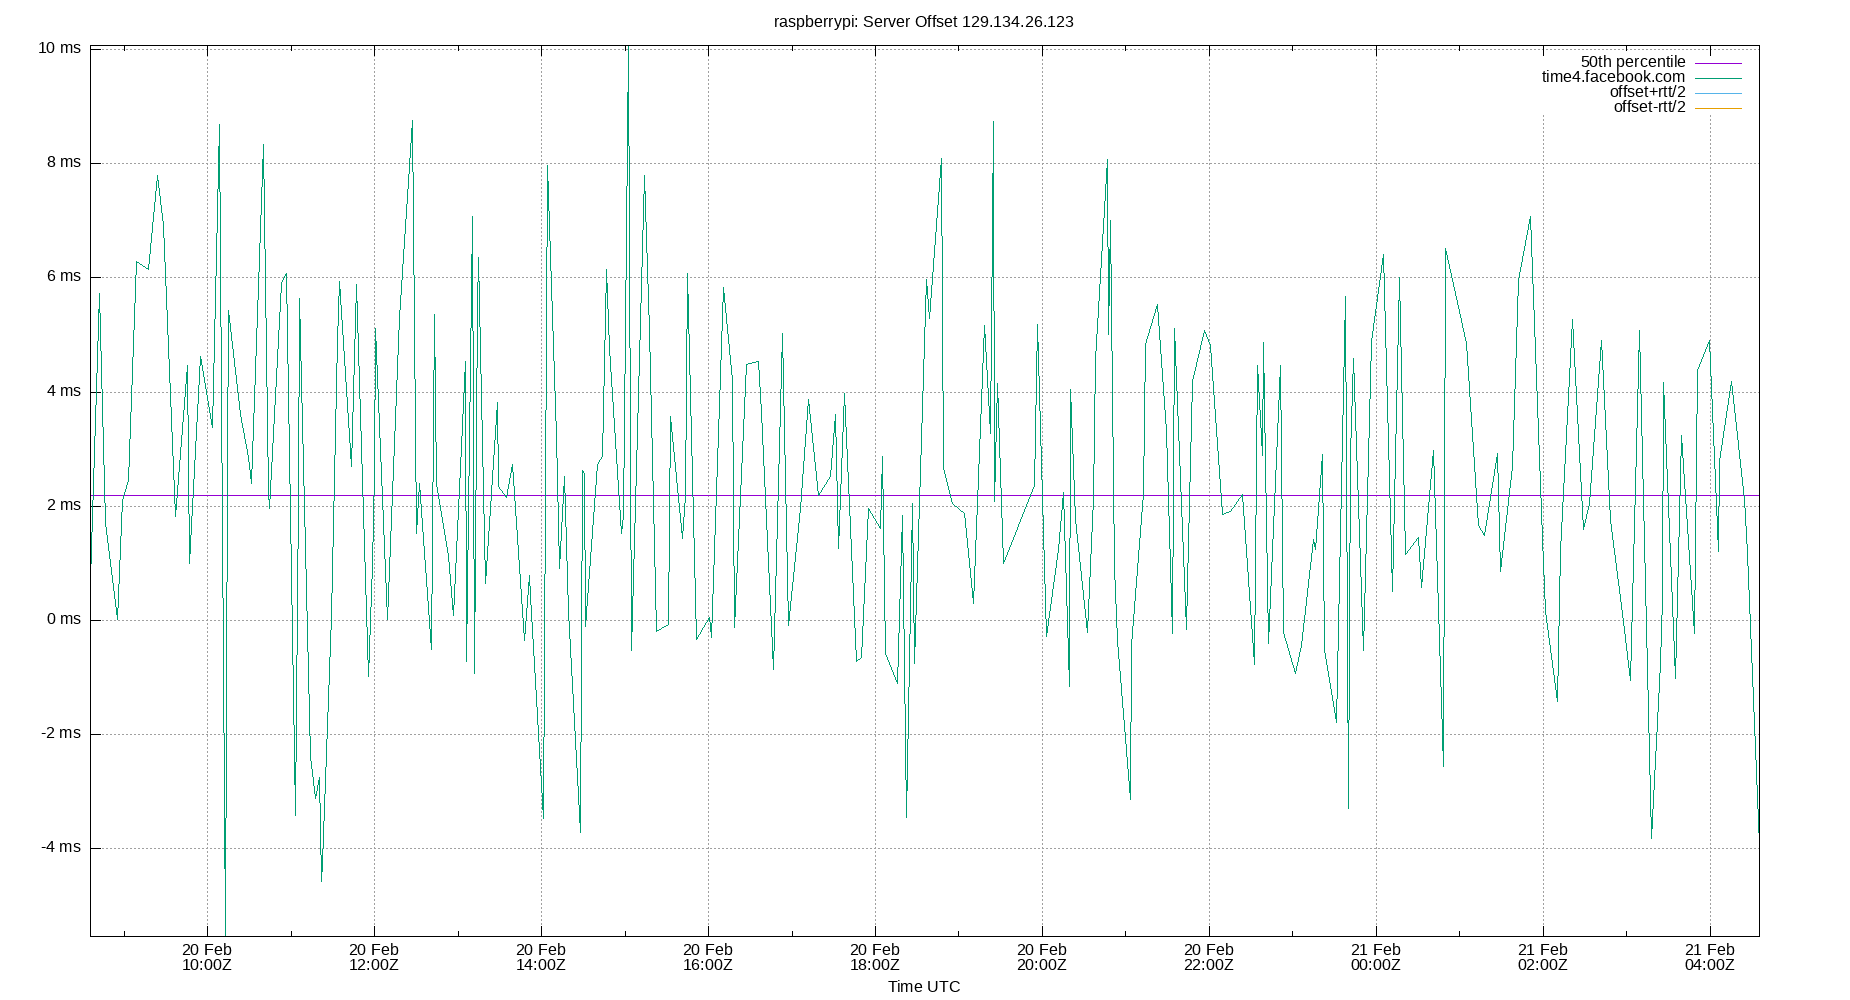 raspberrypi: Server Offset 129.134.26.123
10 ms
8 ms
6 ms
4 ms
2 ms
0 ms
-2 ms
-4 ms
50th percentile
time4.facebook.com
offset+rtt/2
offset-rtt/2
20 Feb
10:00Z
20 Feb
12:00Z
20 Feb
14:00Z
20 Feb
16:00Z
20 Feb
18:00Z
20 Feb
20:00Z
20 Feb
22:00Z
21 Feb
00:00Z
21 Feb
02:00Z
21 Feb
04:00Z
Time UTC